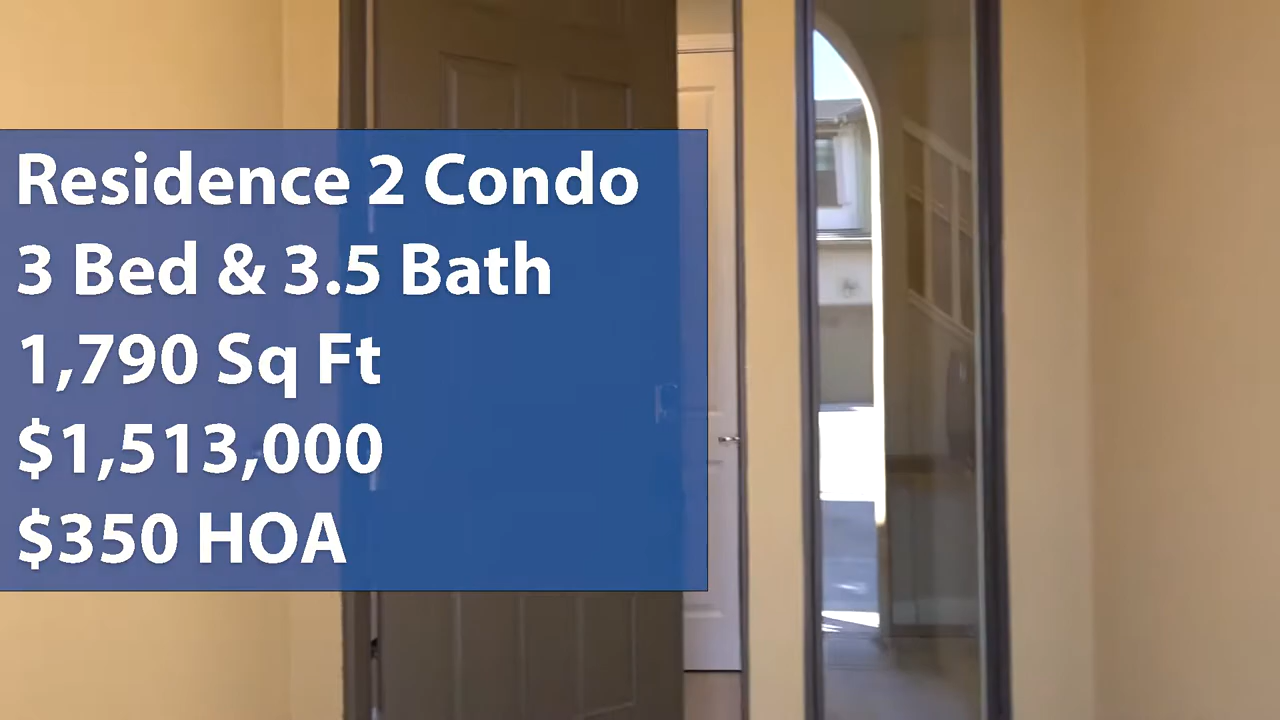 Residence 2 Condo
3 Bed & 3.5 Bath
1,790 Sq Ft
$1,513,000
$350 HOA